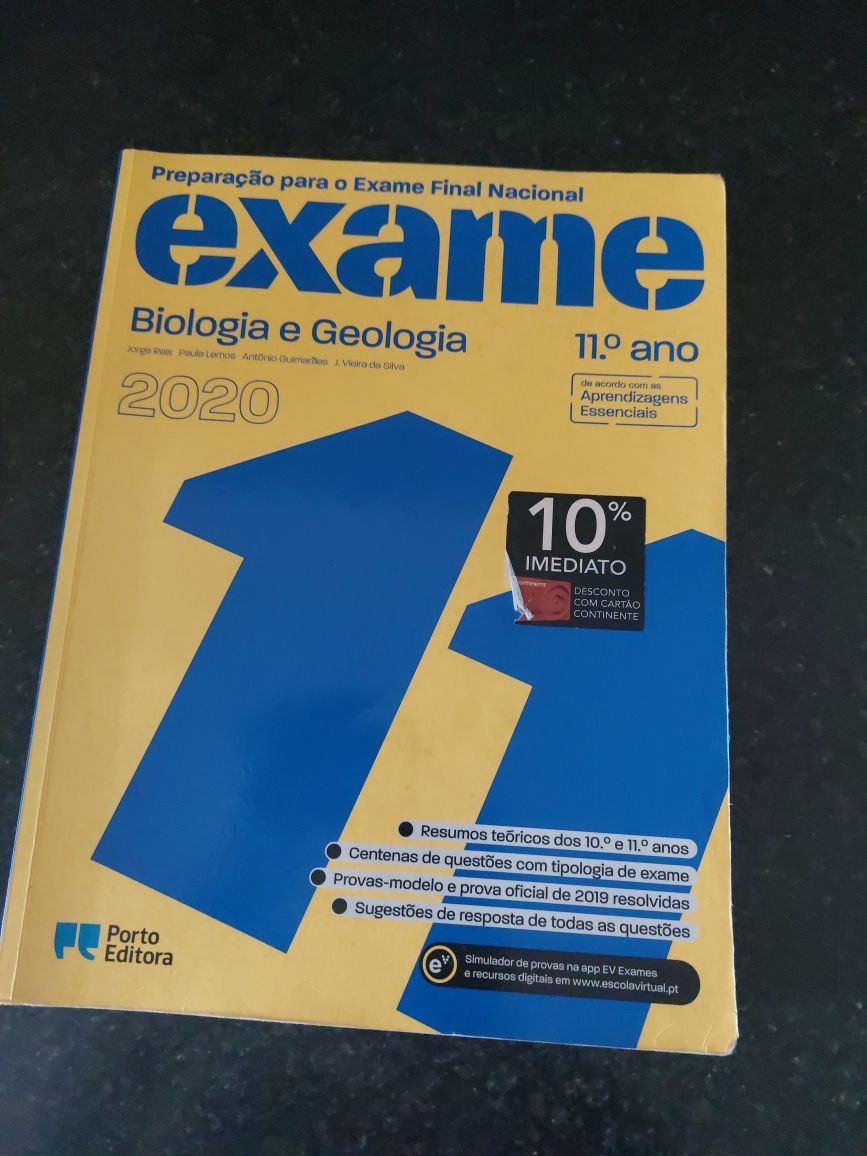 Preparação para o Exame Final Nacional
exame
Biologia e Geologia
11.º ano
Jorge Reis Paula Lemos António Guimarães J. Vieira da Silva
2020
de acordo com as
Aprendizagens
Essenciais
11
10%
IMEDIATO
DESCONTO
COM CARTÃO
CONTINENTE
Resumos teóricos dos 10.º e 11.º anos
Centenas de questões com tipologia de exame
Provas-modelo e prova oficial de 2019 resolvidas
Sugestões de resposta de todas as questões
Porto
Editora
ev
Simulador de provas na app EV Exames
e recursos digitais em www.escolavirtual.pt